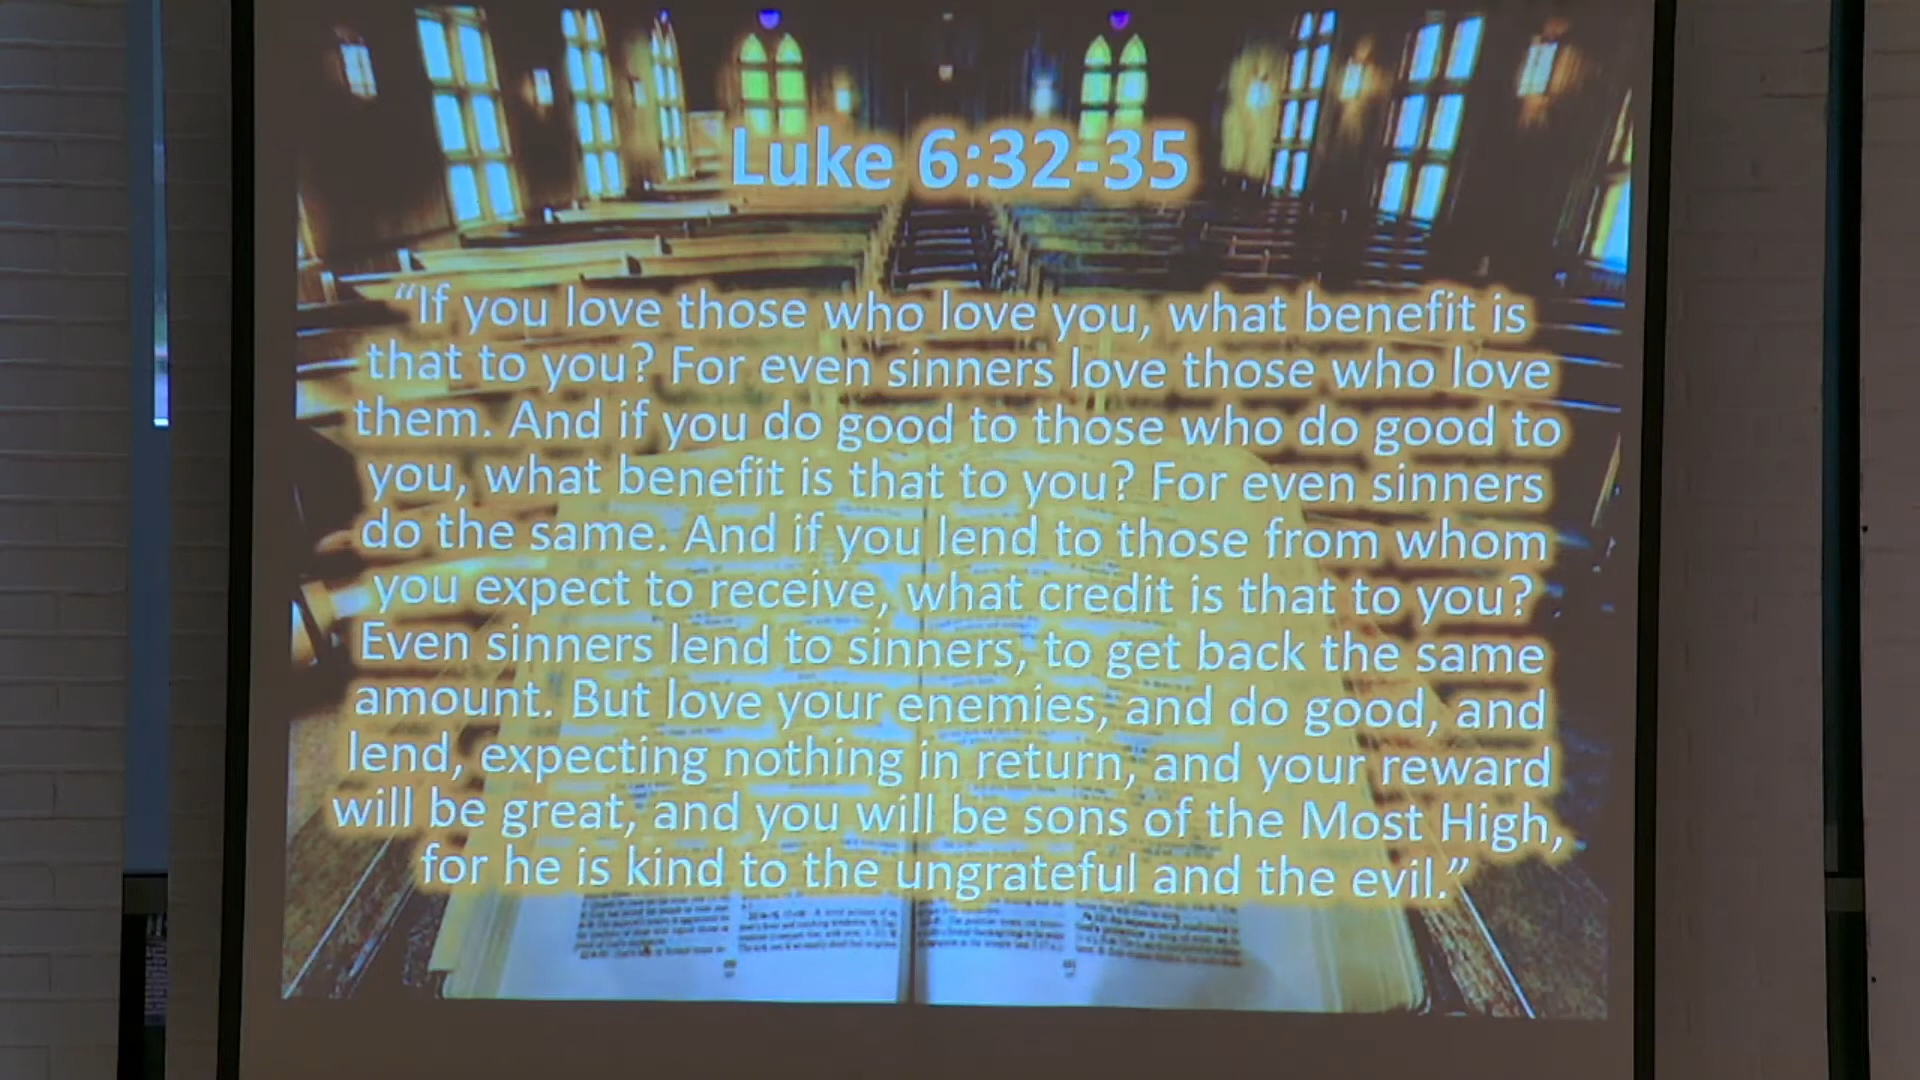 Luke 6:32-35
“If you love those who love you, what benefit is
that to you? For even sinners love those who love
them. And if you do good to those who do good to
you, what benefit is that to you? For even sinners
do the same. And if you lend to those from whom
you expect to receive, what credit is that to you?
Even sinners lend to sinners, to get back the same
amount. But love your enemies, and do good, and
lend, expecting nothing in return, and your reward
will be great, and you will be sons of the Most High,
for he is kind to the ungrateful and the evil.”